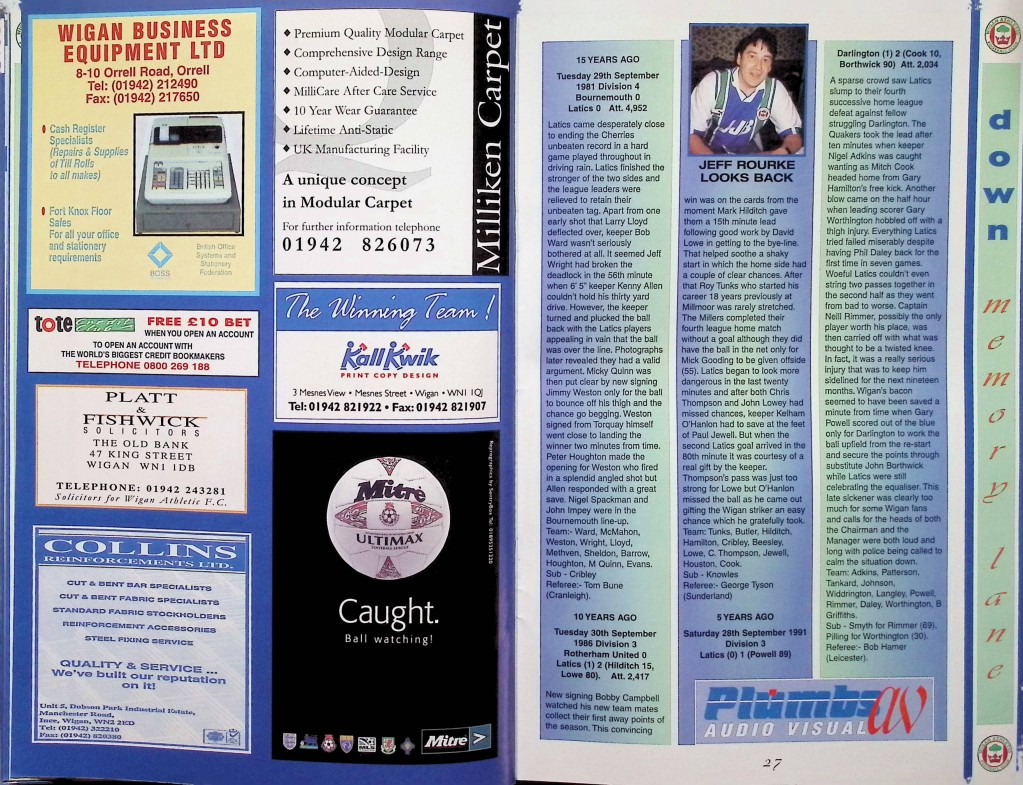 WIGAN BUSINESS
EQUIPMENT LTD
8-10 Orrell Road, Orrell
Tel: (01942) 212490
Fax: (01942) 217650
Cash Register
Specialists
(Repairs & Supplies
of Till Rolls
to all makes)
Fort Knox Floor
Sales
For all your office
and stationery
requirements
BOSS
British Office
Systems and
Stationery
Federation
tote credit club
FREE £10 BET
WHEN YOU OPEN AN ACCOUNT
TO OPEN AN ACCOUNT WITH
THE WORLD'S BIGGEST CREDIT BOOKMAKERS
TELEPHONE 0800 269 188
PLATT
&
FISHWICK
SOLICITORS
THE OLD BANK
47 KING STREET
WIGAN WN1 1DB
TELEPHONE: 01942 243281
Solicitors for Wigan Athletic F.C.
COLLINS
REINFORCEMENTS LTD.
CUT & BENT BAR SPECIALISTS
CUT & BENT FABRIC SPECIALISTS
STANDARD FABRIC STOCKHOLDERS
REINFORCEMENT ACCESSORIES
STEEL FIXING SERVICE
QUALITY & SERVICE ...
We've built our reputation
on it!
Unit 5, Dobson Park Industrial Estate,
Manchester Road,
Ince, Wigan, WN2 2ED
Tel: (01942) 322210
Fax: (01942) 820380
Premium Quality Modular Carpet
Comprehensive Design Range
Computer-Aided-Design
MilliCare After Care Service
10 Year Wear Guarantee
Lifetime Anti-Static
UK Manufacturing Facility
A unique concept
in Modular Carpet
For further information telephone
01942 826073
Milliken Carpet
The Winning Team !
KallKwik
PRINT COPY DESIGN
3 MesnesView • Mesnes Street • Wigan • WN1 1QJ
Tel: 01942 821922 • Fax: 01942 821907
Mitre
ULTIMAX
Caught.
Ball watching!
Mitre
15 YEARS AGO
Tuesday 29th September
1981 Division 4
Bournemouth 0
Latics 0 Att. 4,952
Latics came desperately close
to ending the Cherries
unbeaten record in a hard
game played throughout in
driving rain. Latics finished the
stronger of the two sides and
the league leaders were
relieved to retain their
unbeaten tag. Apart from one
early shot that Larry Lloyd
deflected over, keeper Bob
Ward wasn't seriously
bothered at all. It seemed Jeff
Wright had broken the
deadlock in the 56th minute
when 6' 5" keeper Kenny Allen
couldn't hold his thirty yard
drive. However, the keeper
turned and plucked the ball
back with the Latics players
appealing in vain that the ball
was over the line. Photographs
later revealed they had a valid
argument. Micky Quinn was
then put clear by new signing
Jimmy Weston only for the ball
to bounce off his thigh and the
chance go begging. Weston
signed from Torquay himself
went close to landing the
winner two minutes from time.
Peter Houghton made the
opening for Weston who fired
in a splendid angled shot but
Allen responded with a great
save. Nigel Spackman and
John Impey were in the
Bournemouth line-up.
Team:- Ward, McMahon,
Weston, Wright, Lloyd,
Methven, Sheldon, Barrow,
Houghton, M Quinn, Evans.
Sub - Cribley
Referee:- Tom Bune
(Cranleigh).
10 YEARS AGO
Tuesday 30th September
1986 Division 3
Rotherham United 0
Latics (1) 2 (Hilditch 15,
Lowe 80). Att. 2,417
New signing Bobby Campbell
watched his new team mates
collect their first away points of
the season. This convincing
JEFF ROURKE
LOOKS BACK
win was on the cards from the
moment Mark Hilditch gave
them a 15th minute lead
following good work by David
Lowe in getting to the bye-line.
That helped soothe a shaky
start in which the home side had
a couple of clear chances. After
that Roy Tunks who started his
career 18 years previously at
Millmoor was rarely stretched.
The Millers completed their
fourth league home match
without a goal although they did
have the ball in the net only for
Mick Gooding to be given offside
(55). Latics began to look more
dangerous in the last twenty
minutes and after both Chris
Thompson and John Lowey had
missed chances, keeper Kelham
O'Hanlon had to save at the feet
of Paul Jewell. But when the
second Latics goal arrived in the
80th minute it was courtesy of a
real gift by the keeper.
Thompson's pass was just too
strong for Lowe but O'Hanlon
missed the ball as he came out
gifting the Wigan striker an easy
chance which he gratefully took.
Team: Tunks, Butler, Hilditch,
Hamilton, Cribley, Beesley,
Lowe, C. Thompson, Jewell,
Houston, Cook.
Sub - Knowles
Referee:- George Tyson
(Sunderland)
5 YEARS AGO
Saturday 28th September 1991
Division 3
Latics (0) 1 (Powell 89)
Plumbs av
AUDIO VISUAL
Darlington (1) 2 (Cook 10,
Borthwick 90) Att. 2,034
A sparse crowd saw Latics
slump to their fourth
successive home league
defeat against fellow
struggling Darlington. The
Quakers took the lead after
ten minutes when keeper
Nigel Adkins was caught
wanting as Mitch Cook
headed home from Gary
Hamilton's free kick. Another
blow came on the half hour
when leading scorer Gary
Worthington hobbled off with a
thigh injury. Everything Latics
tried failed miserably despite
having Phil Daley back for the
first time in seven games.
Woeful Latics couldn't even
string two passes together in
the second half as they went
from bad to worse. Captain
Neill Rimmer, possibly the only
player worth his place, was
then carried off with what was
thought to be a twisted knee.
In fact, it was a really serious
injury that was to keep him
sidelined for the next nineteen
months. Wigan's bacon
seemed to have been saved a
minute from time when Gary
Powell scored out of the blue
only for Darlington to work the
ball upfield from the re-start
and secure the points through
substitute John Borthwick
while Latics were still
celebrating the equaliser. This
late sickener was clearly too
much for some Wigan fans
and calls for the heads of both
the Chairman and the
Manager were both loud and
long with police being called to
calm the situation down.
Team: Adkins, Patterson,
Tankard, Johnson,
Widdrington, Langley, Powell,
Rimmer, Daley, Worthington, B
Griffiths.
Sub - Smyth for Rimmer (69),
Pilling for Worthington (30).
Referee:- Bob Hamer
(Leicester).
27
down
memory lane